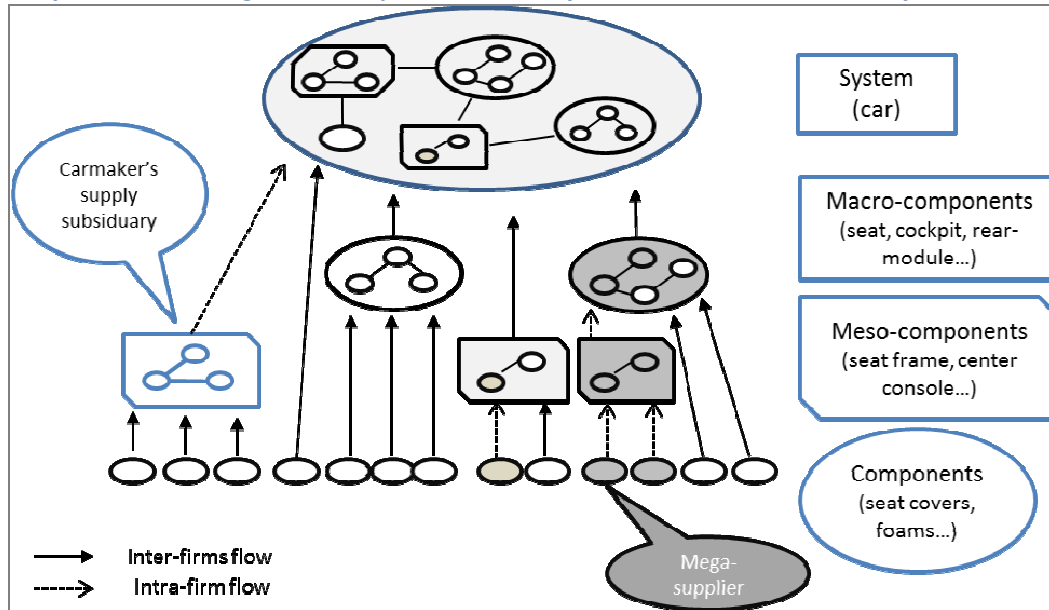 System
(car)
Carmaker's
supply
subsiduary
Macro-components
(seat, cockpit, rear-
module...)
Meso-components
(seat frame, center
console...)
Components
(seat covers,
foams...)
Inter-firms flow
Intra-firm flow
Mega-
supplier